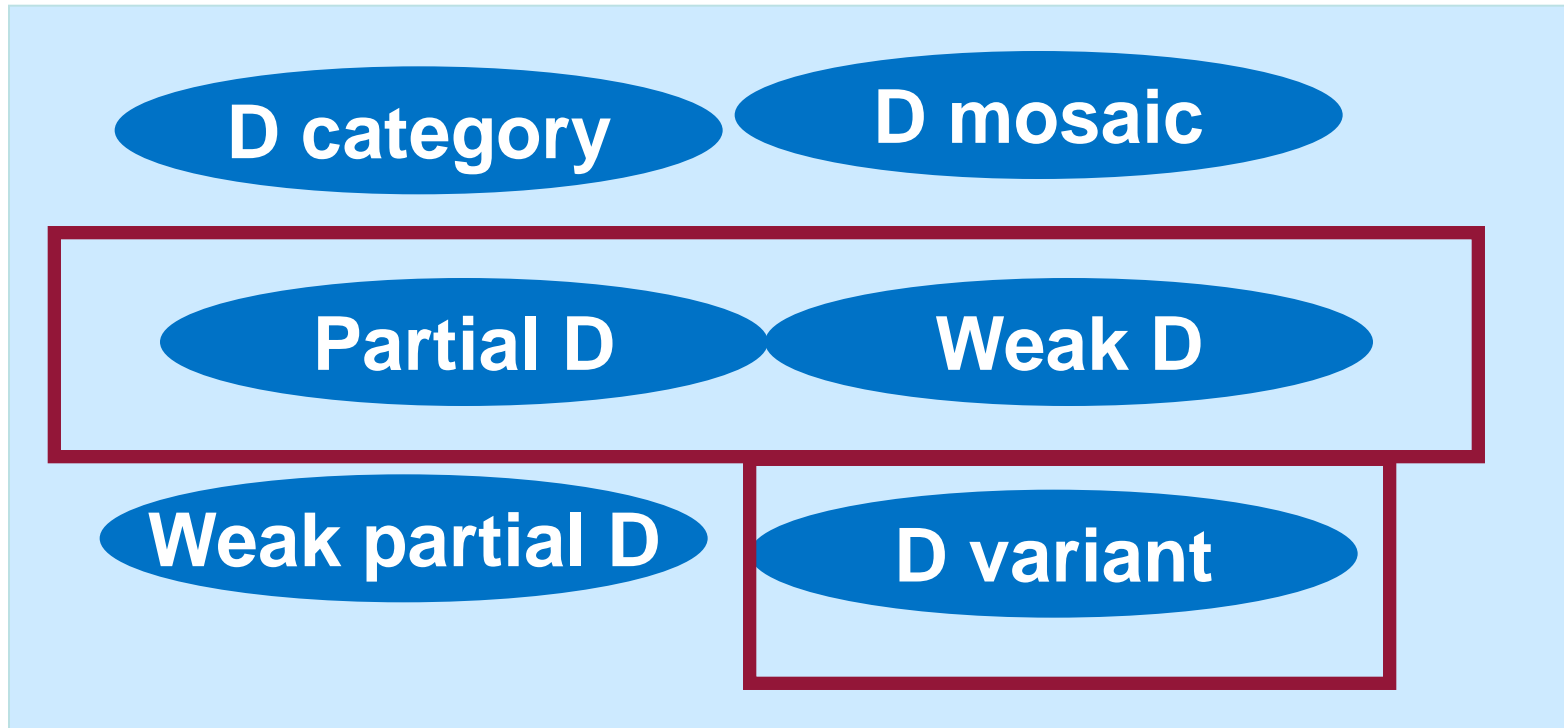 D category
D mosaic
Partial D
Weak D
Weak partial D
D variant